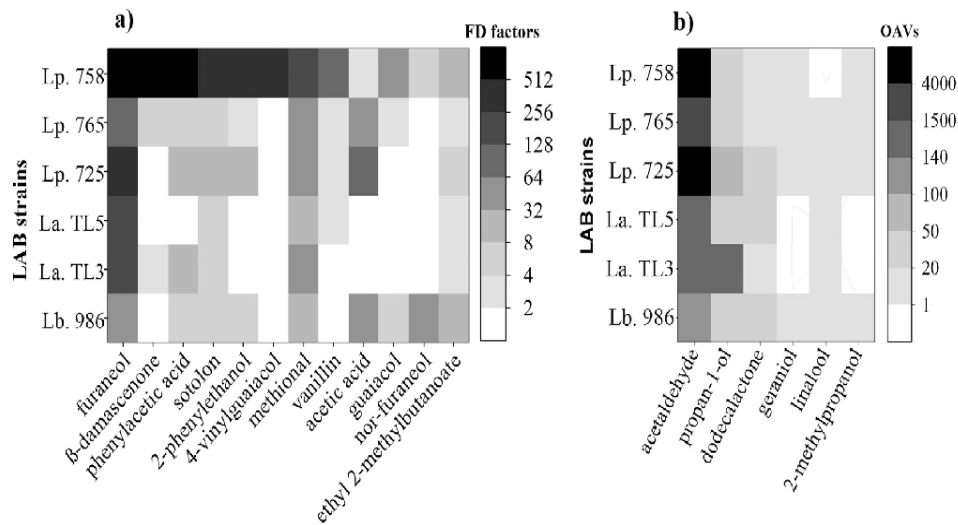 a)
FD factors
LAB strains
Lp. 758
Lp. 765
Lp. 725
La. TL5
La. TL3
Lb. 986
512
256
128
64
32
8
4
2
furaneol
ß-damascenone
phenylacetic acid
sotolon
2-phenylethanol
4-vinylguaiacol
methional
vanillin
acetic acid
guaiacol
nor-furaneol
ethyl 2-methylbutanoate
b)
OAVs
LAB strains
Lp. 758
Lp. 765
Lp. 725
La. TL5
La. TL3
Lb. 986
4000
1500
140
100
50
20
1
acetaldehyde
propan-1-ol
dodecalactone
geraniol
linalool
2-methylpropanol